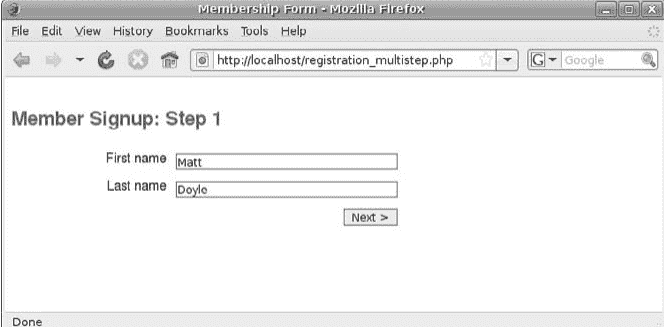 Membership Form - Mozilla Firefox
File Edit View History Bookmarks Tools Help
http://localhost/registration_multistep.php G Google
Member Signup: Step 1
First name Matt
Last name Doyle
Next >
Done